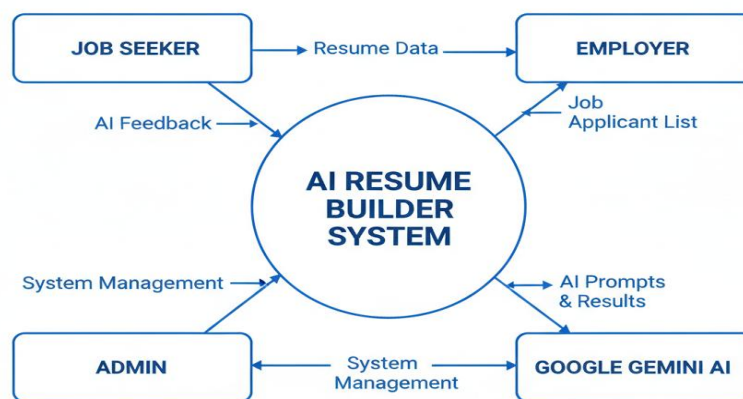 JOB SEEKER
Resume Data
EMPLOYER
AI Feedback
Job
Applicant List
AI RESUME
BUILDER
SYSTEM
System Management
AI Prompts
& Results
ADMIN
System
Management
GOOGLE GEMINI AI